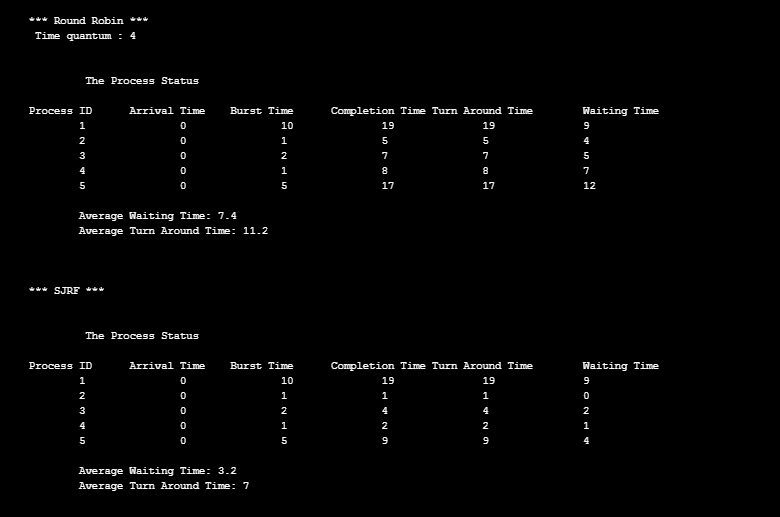 *** Round Robin ***
Time quantum : 4
The Process Status
Process ID Arrival Time Burst Time Completion Time Turn Around Time Waiting Time
1 0 10 19 19 9
2 0 1 5 5 4
3 0 2 7 7 5
4 0 1 8 8 7
5 0 5 17 17 12
Average Waiting Time: 7.4
Average Turn Around Time: 11.2
*** SJRF ***
The Process Status
Process ID Arrival Time Burst Time Completion Time Turn Around Time Waiting Time
1 0 10 19 19 9
2 0 1 1 1 0
3 0 2 4 4 2
4 0 1 2 2 1
5 0 5 9 9 4
Average Waiting Time: 3.2
Average Turn Around Time: 7